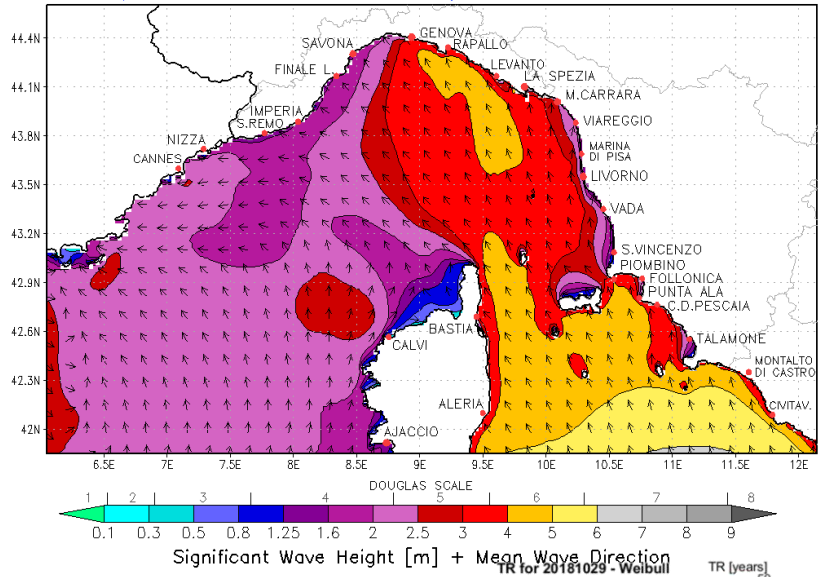 44.4N
44.1N
43.8N
43.5N
43.2N
42.9N
42.6N
42.3N
42N
GENOVA
SAVONA
RAPALLO
FINALE L.
LEVANTO
LA SPEZIA
M.CARRARA
IMPERIA
S.REMO
VIAREGGIO
NIZZA
MARINA
DI PISA
CANNES
LIVORNO
VADA
S.VINCENZO
PIOMBINO
FOLLONICA
PUNTA ALA
C.D.PESCAIA
BASTIA
CALVI
TALAMONE
MONTALTO
DI CASTRO
ALERIA
CIVITAV.
AJACCIO
6.5E 7E 7.5E 8E 8.5E 9E 9.5E 10E 10.5E 11E 11.5E 12E
DOUGLAS SCALE
1 2 3 4 5 6 7 8
0.1 0.3 0.5 0.8 1.25 1.6 2 2.5 3 4 5 6 7 8 9
Significant Wave Height [m] + Mean Wave Direction
TR for 20181029 - Weibull
TR [years]